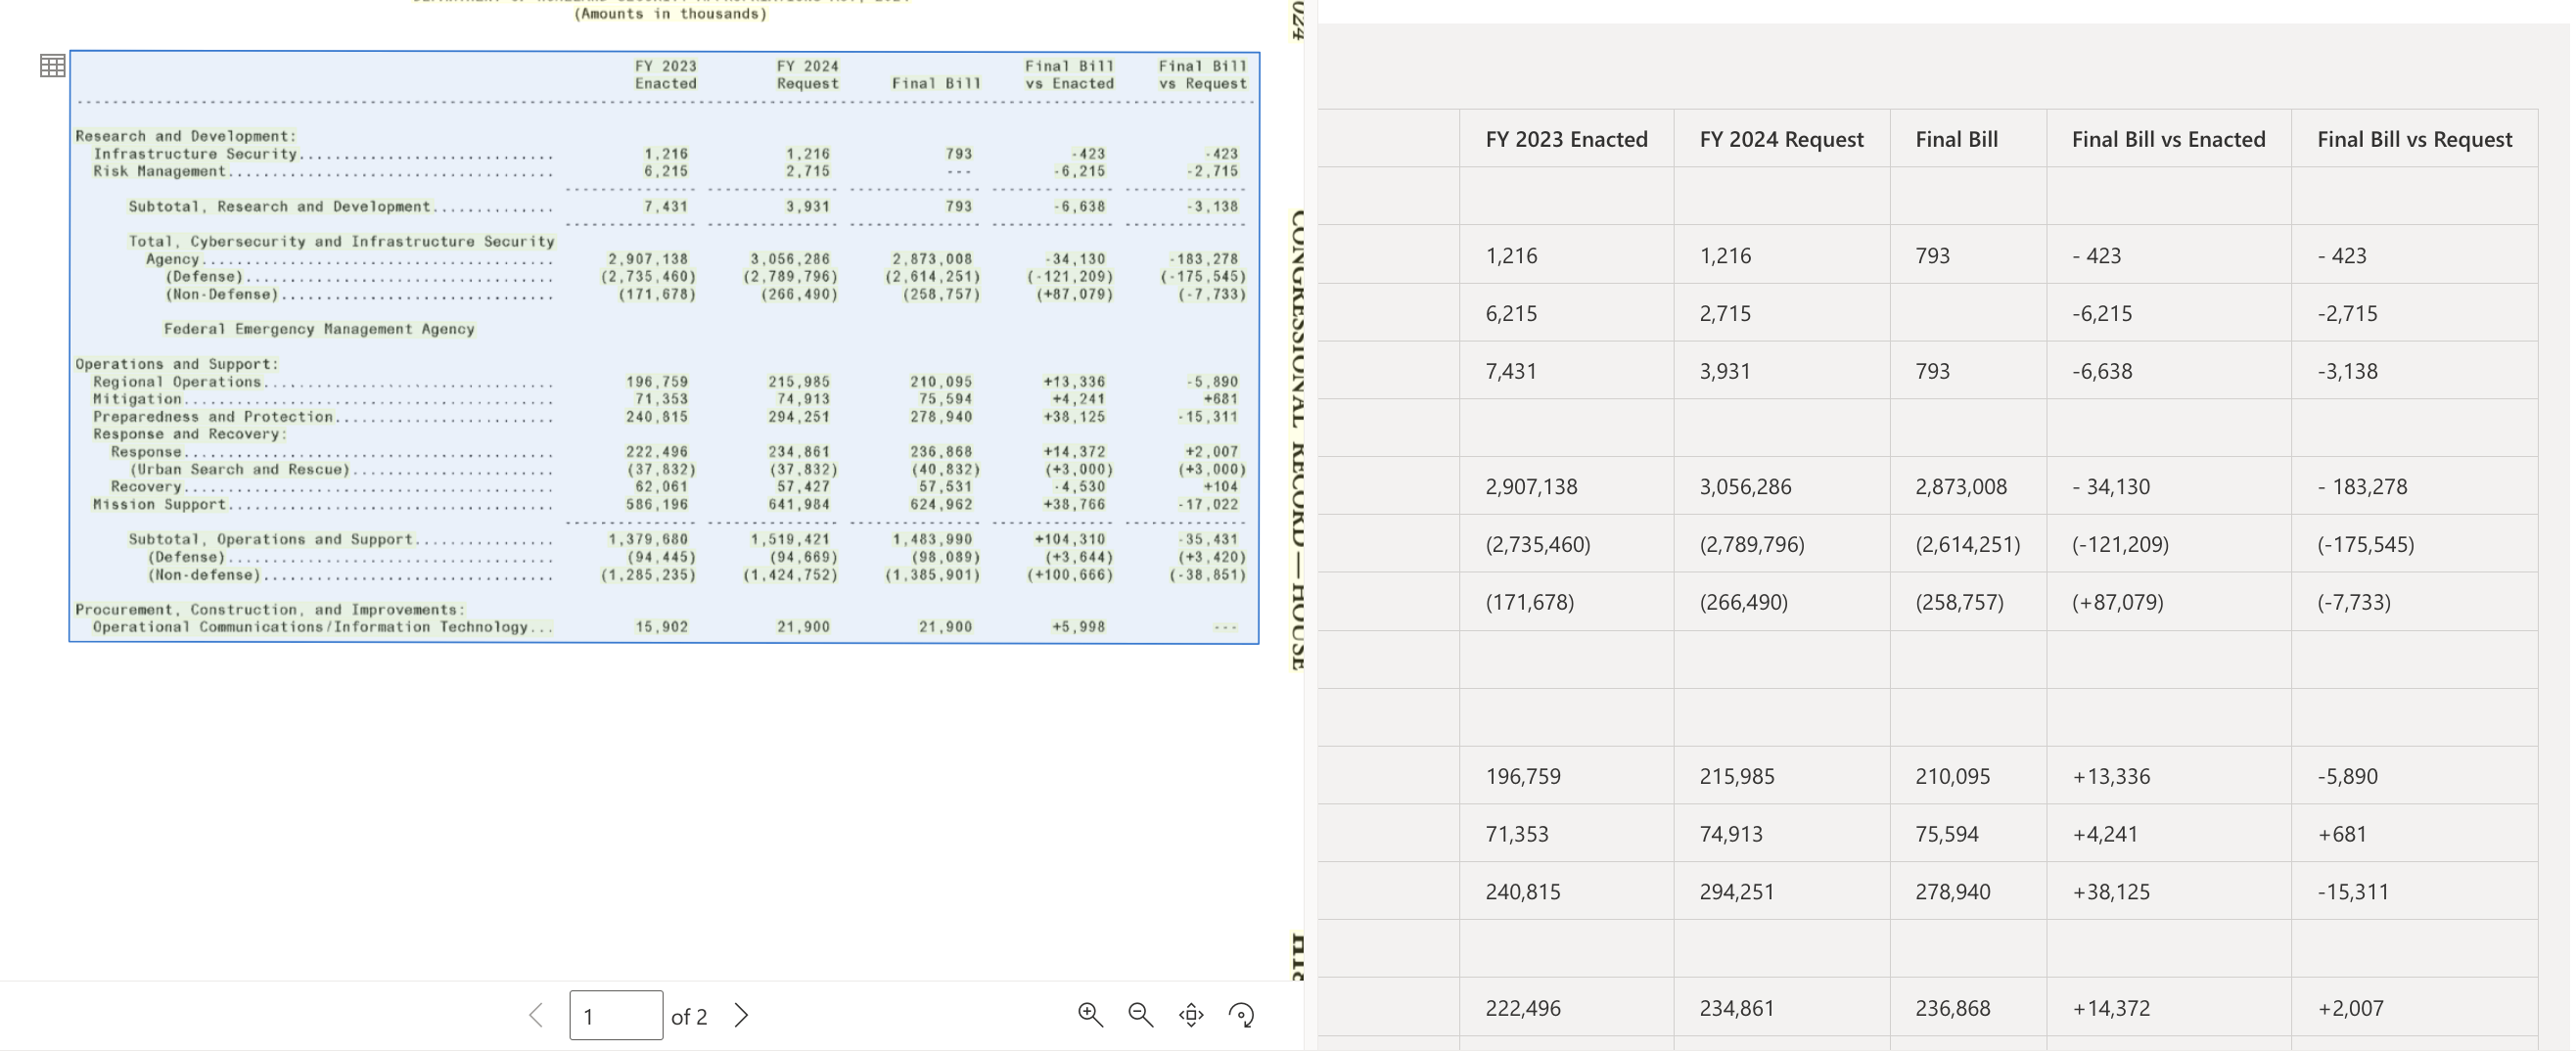 (Amounts in thousands)
FY 2023 FY 2024 Final Bill Final Bill
Enacted Request Final Bill vs Enacted vs Request
Research and Development:
Infrastructure Security............................. 1,216 1,216 793 -423 -423
Risk Management..................................... 6,215 2,715 --- -6,215 -2,715
Subtotal, Research and Development.............. 7,431 3,931 793 -6,638 -3,138
Total, Cybersecurity and Infrastructure Security
Agency........................................ 2,907,138 3,056,286 2,873,008 -34,130 -183,278
(Defense)................................... (2,735,460) (2,789,796) (2,614,251) (-121,209) (-175,545)
(Non-Defense)............................... (171,678) (266,490) (258,757) (+87,079) (-7,733)
Federal Emergency Management Agency
Operations and Support:
Regional Operations................................. 196,759 215,985 210,095 +13,336 -5,890
Mitigation.......................................... 71,353 74,913 75,594 +4,241 +681
Preparedness and Protection......................... 240,815 294,251 278,940 +38,125 -15,311
Response and Recovery:
Response.......................................... 222,496 234,861 236,868 +14,372 +2,007
(Urban Search and Rescue)....................... (37,832) (37,832) (40,832) (+3,000) (+3,000)
Recovery.......................................... 62,061 57,427 57,531 -4,530 +104
Mission Support..................................... 586,196 641,984 624,962 +38,766 -17,022
Subtotal, Operations and Support................ 1,379,680 1,519,421 1,483,990 +104,310 -35,431
(Defense)..................................... (94,445) (94,669) (98,089) (+3,644) (+3,420)
(Non-defense)................................. (1,285,235) (1,424,752) (1,385,901) (+100,666) (-38,851)
Procurement, Construction, and Improvements:
Operational Communications/Information Technology... 15,902 21,900 21,900 +5,998 ---
CONGRESSIONAL RECORD—HOUSE
1 of 2
FY 2023 Enacted FY 2024 Request Final Bill Final Bill vs Enacted Final Bill vs Request
1,216 1,216 793 - 423 - 423
6,215 2,715 -6,215 -2,715
7,431 3,931 793 -6,638 -3,138
2,907,138 3,056,286 2,873,008 - 34,130 - 183,278
(2,735,460) (2,789,796) (2,614,251) (-121,209) (-175,545)
(171,678) (266,490) (258,757) (+87,079) (-7,733)
196,759 215,985 210,095 +13,336 -5,890
71,353 74,913 75,594 +4,241 +681
240,815 294,251 278,940 +38,125 -15,311
222,496 234,861 236,868 +14,372 +2,007